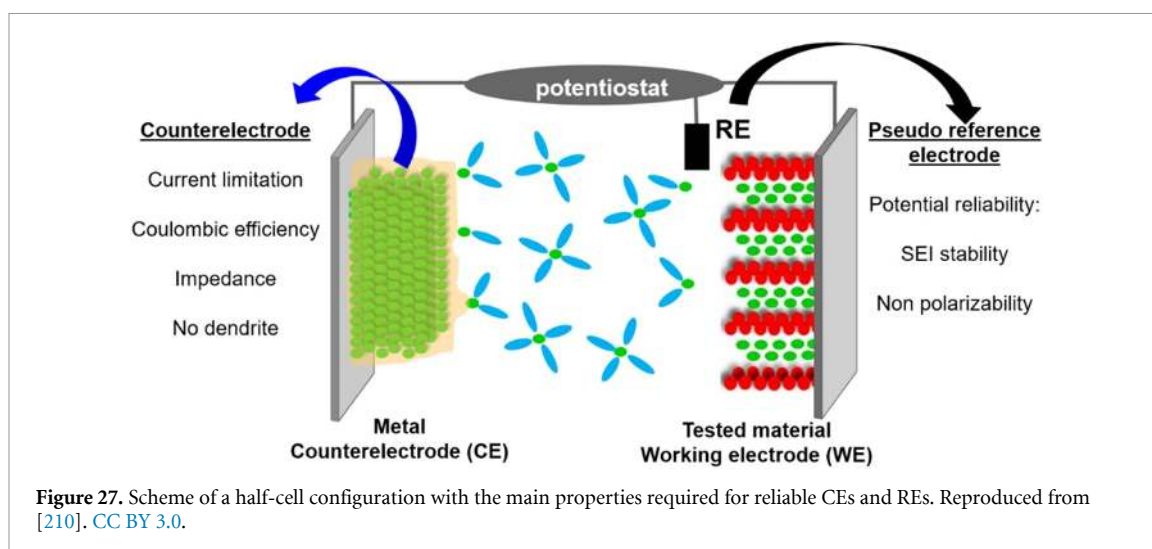 potentiostat
Counterelectrode
Current limitation
Coulombic efficiency
Impedance
No dendrite
RE
Pseudo reference
electrode
Potential reliability:
SEI stability
Non polarizability
Metal
Counterelectrode (CE)
Tested material
Working electrode (WE)
Figure 27. Scheme of a half-cell configuration with the main properties required for reliable CEs and REs. Reproduced from
[210]. CC BY 3.0.